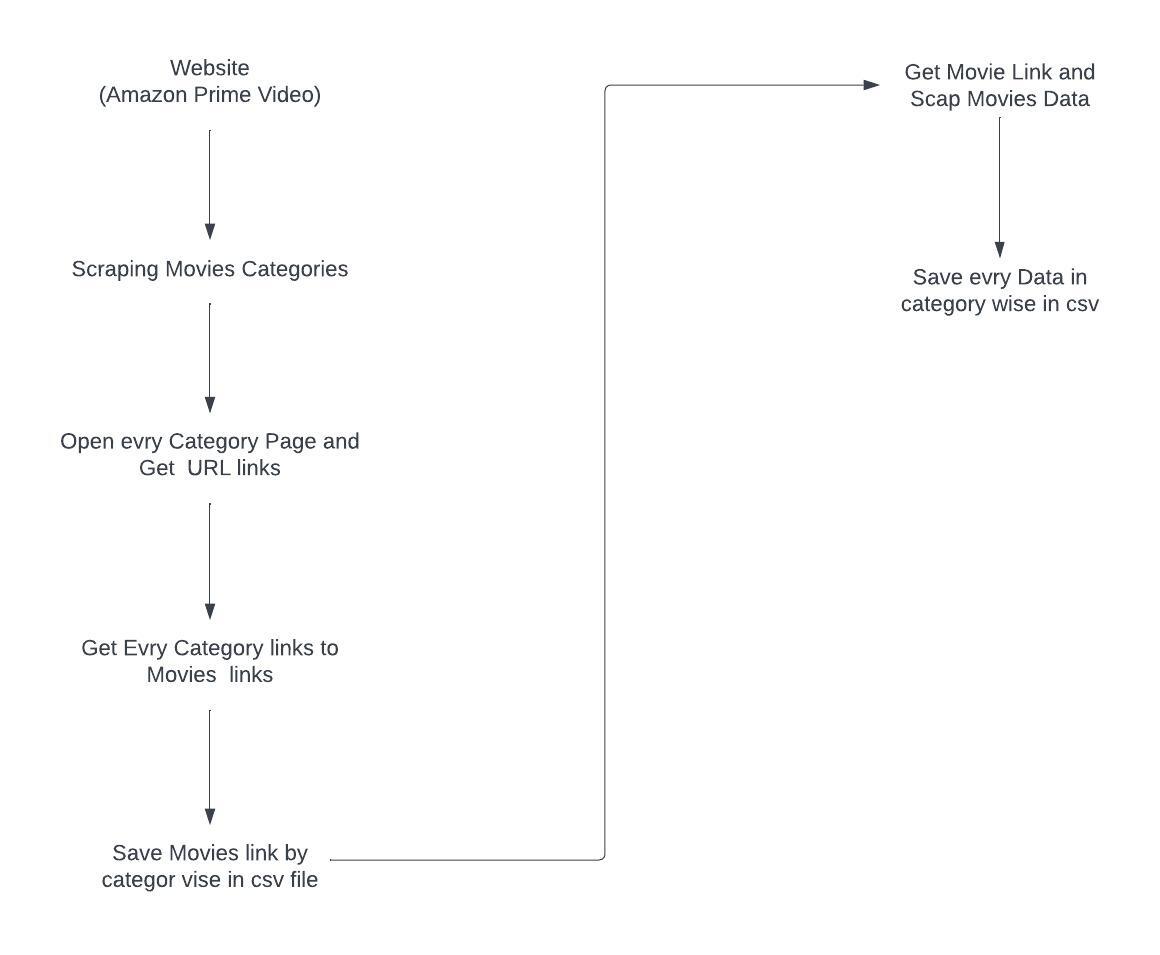 Website
(Amazon Prime Video)
Scraping Movies Categories
Open evry Category Page and
Get  URL links
Get Evry Category links to
Movies  links
Save Movies link by
categor vise in csv file
Get Movie Link and
Scap Movies Data
Save evry Data in
category wise in csv